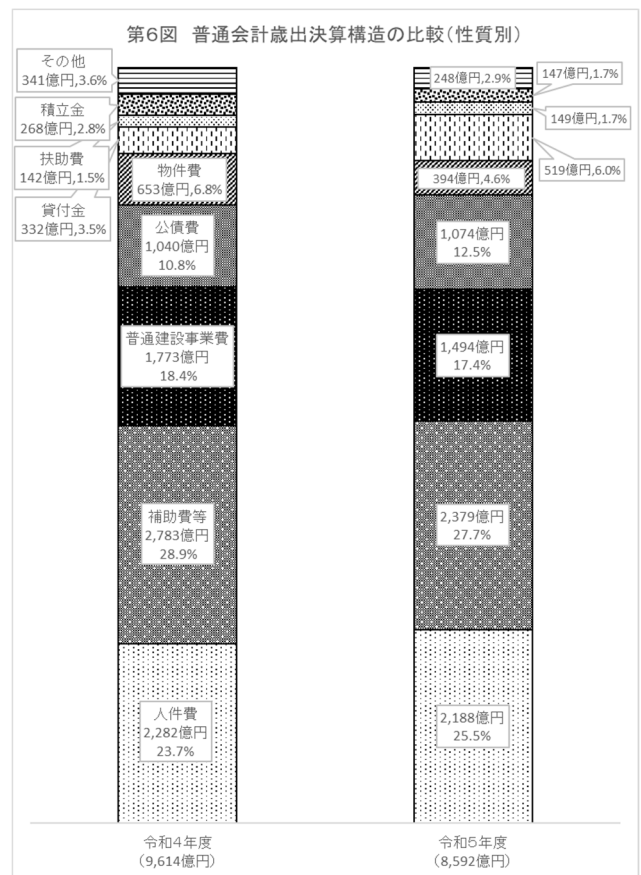 第6図 普通会計歳出決算構造の比較(性質別)
その他
341億円,3.6%
積立金
268億円,2.8%
扶助費
142億円,1.5%
貸付金
332億円,3.5%
物件費
653億円,6.8%
公債費
1,040億円
10.8%
普通建設事業費
1,773億円
18.4%
補助費等
2,783億円
28.9%
人件費
2,282億円
23.7%
248億円,2.9%
147億円,1.7%
149億円,1.7%
519億円,6.0%
394億円,4.6%
1,074億円
12.5%
1,494億円
17.4%
2,379億円
27.7%
2,188億円
25.5%
令和4年度
(9,614億円)
令和5年度
(8,592億円)